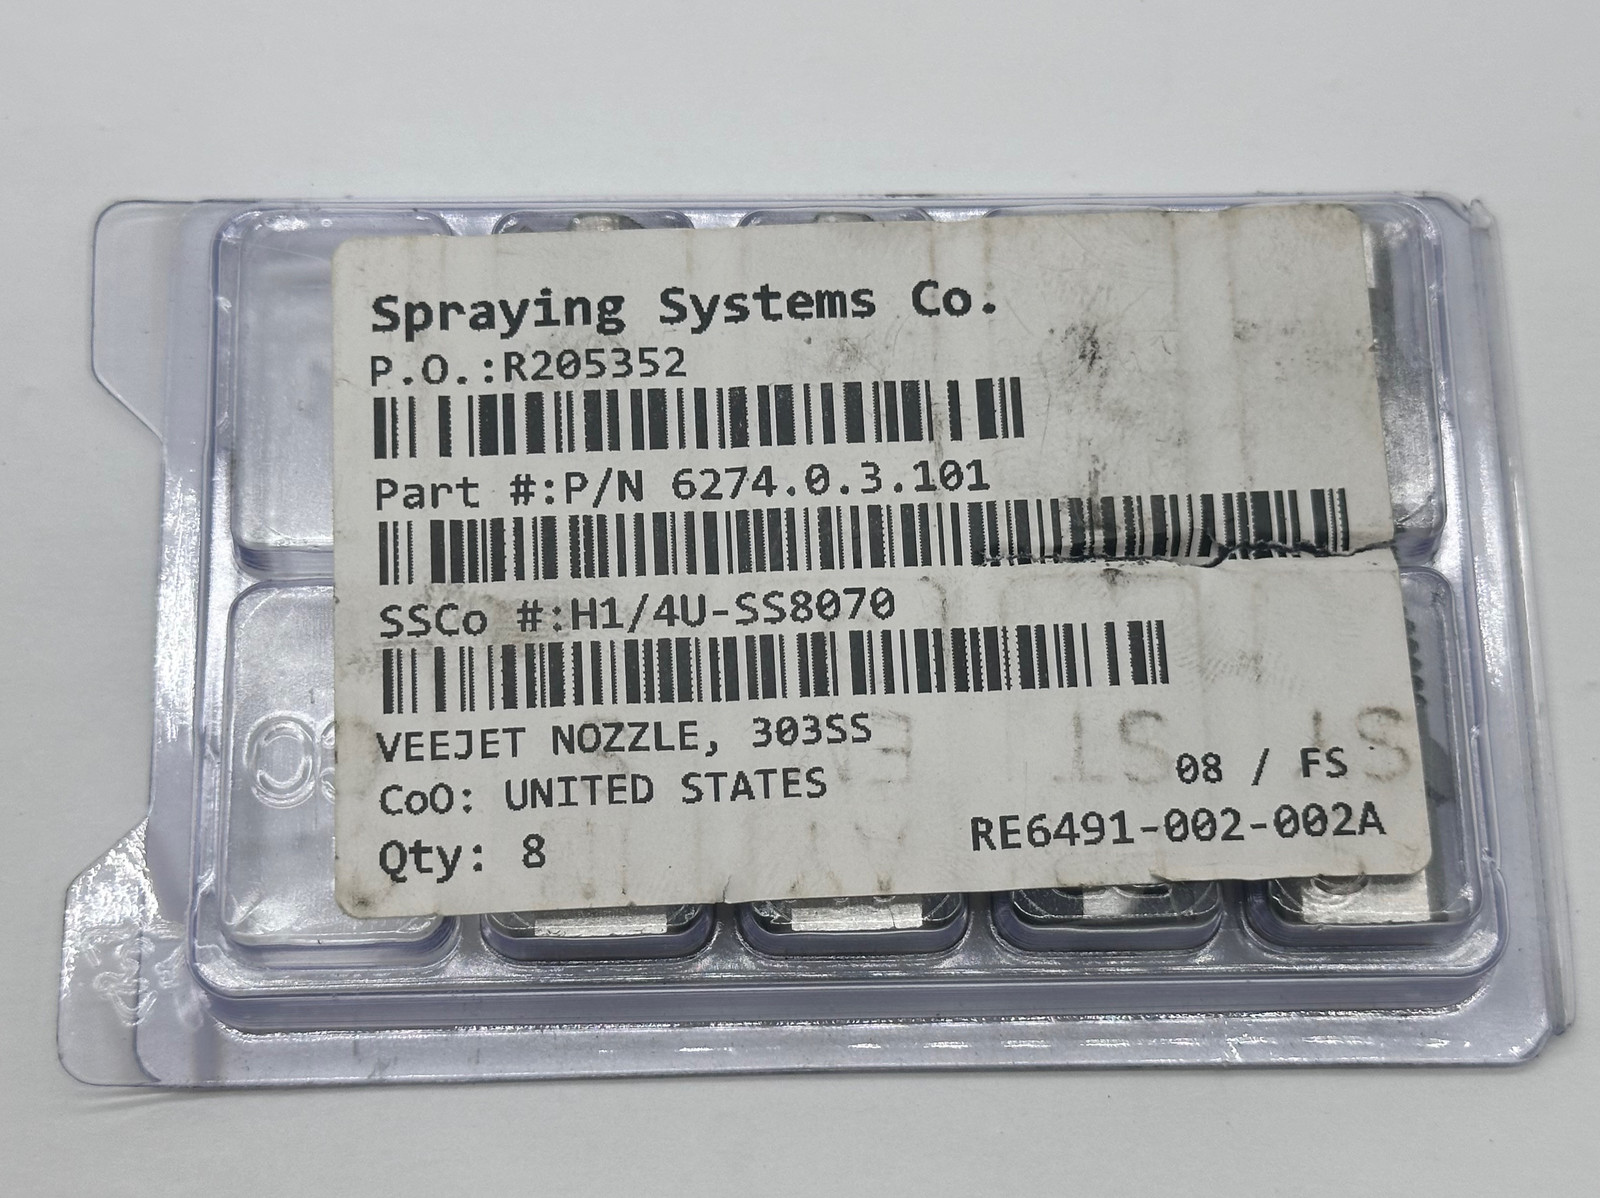 Spraying Systems Co.
P.O.:R205352
Part #:P/N 6274.0.3.101
SSCo #:H1/4U-SS8070
VEEJET NOZZLE, 303SS
CoO: UNITED STATES
08 / FS
Qty: 8
RE6491-002-002A